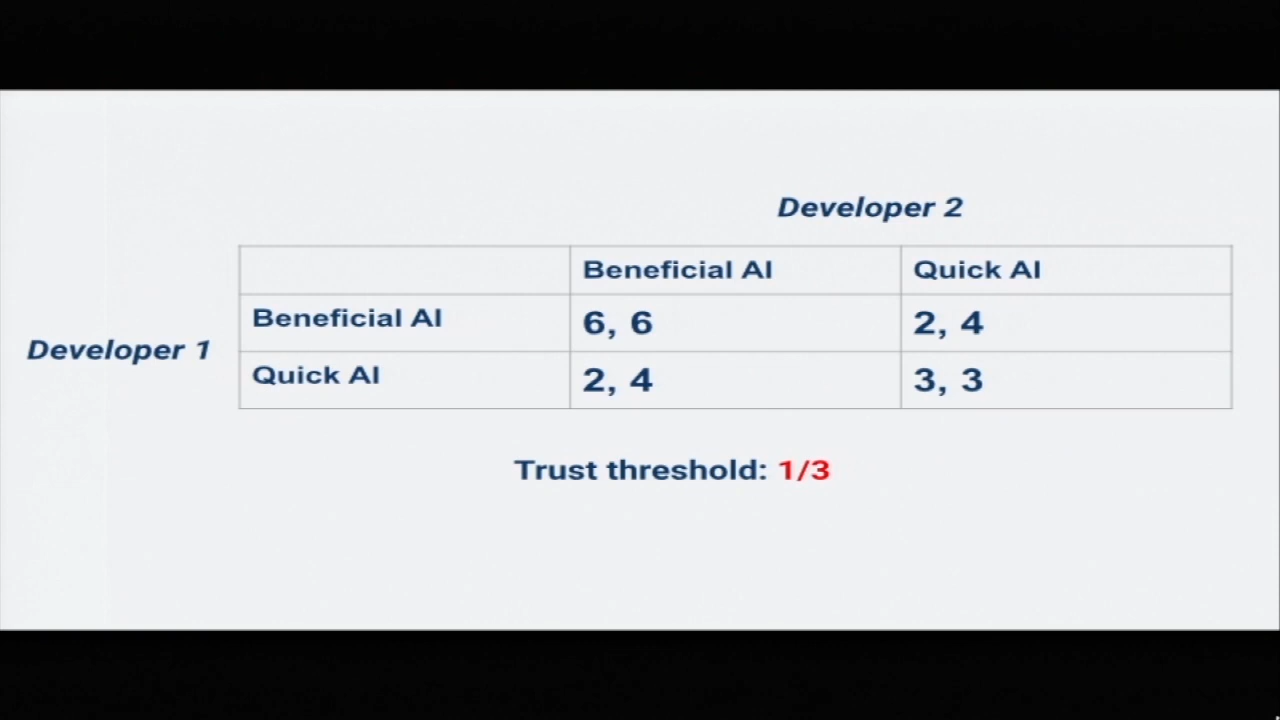 Developer 2
Beneficial AI Quick AI
Beneficial AI 6, 6 2, 4
Developer 1
Quick AI 2, 4 3, 3
Trust threshold: 1/3